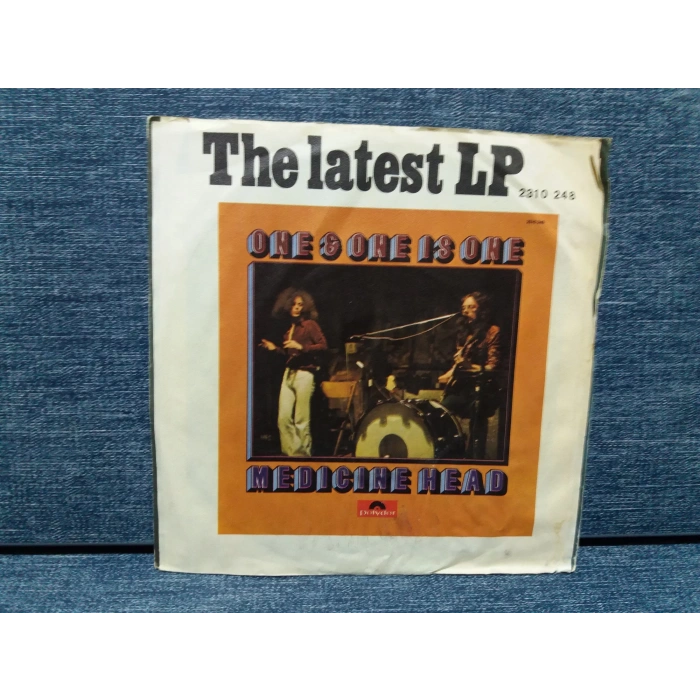 The latest LP
2310 248
ONE & ONE IS ONE
MEDICINE HEAD
polydor